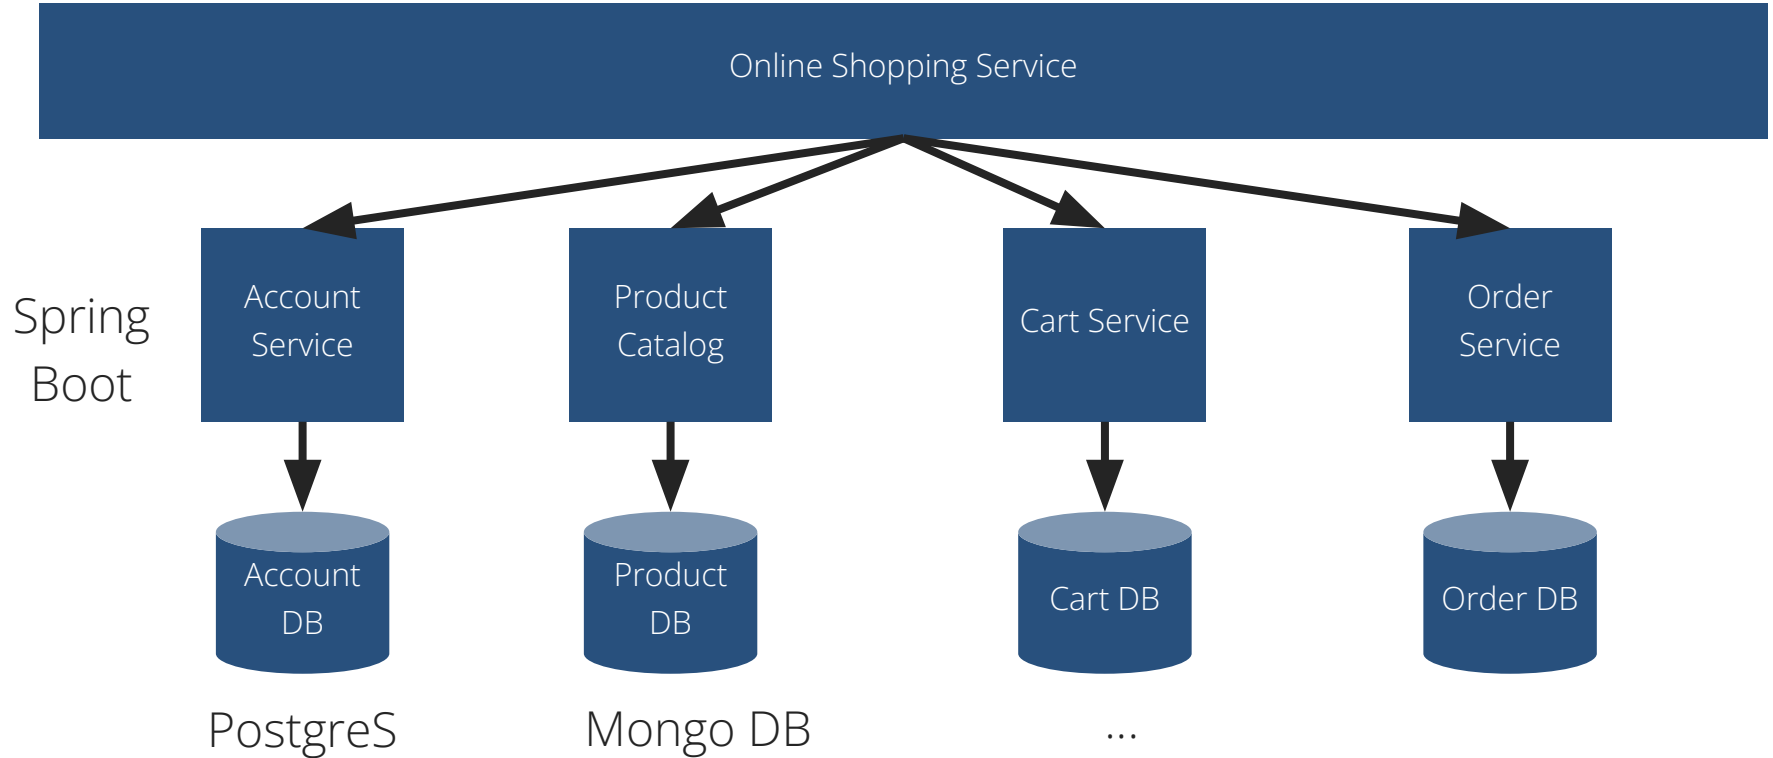 Online Shopping Service
Spring
Boot
Account
Service
Product
Catalog
Cart Service
Order
Service
Account
DB
Product
DB
Cart DB
Order DB
PostgreS
Mongo DB
...